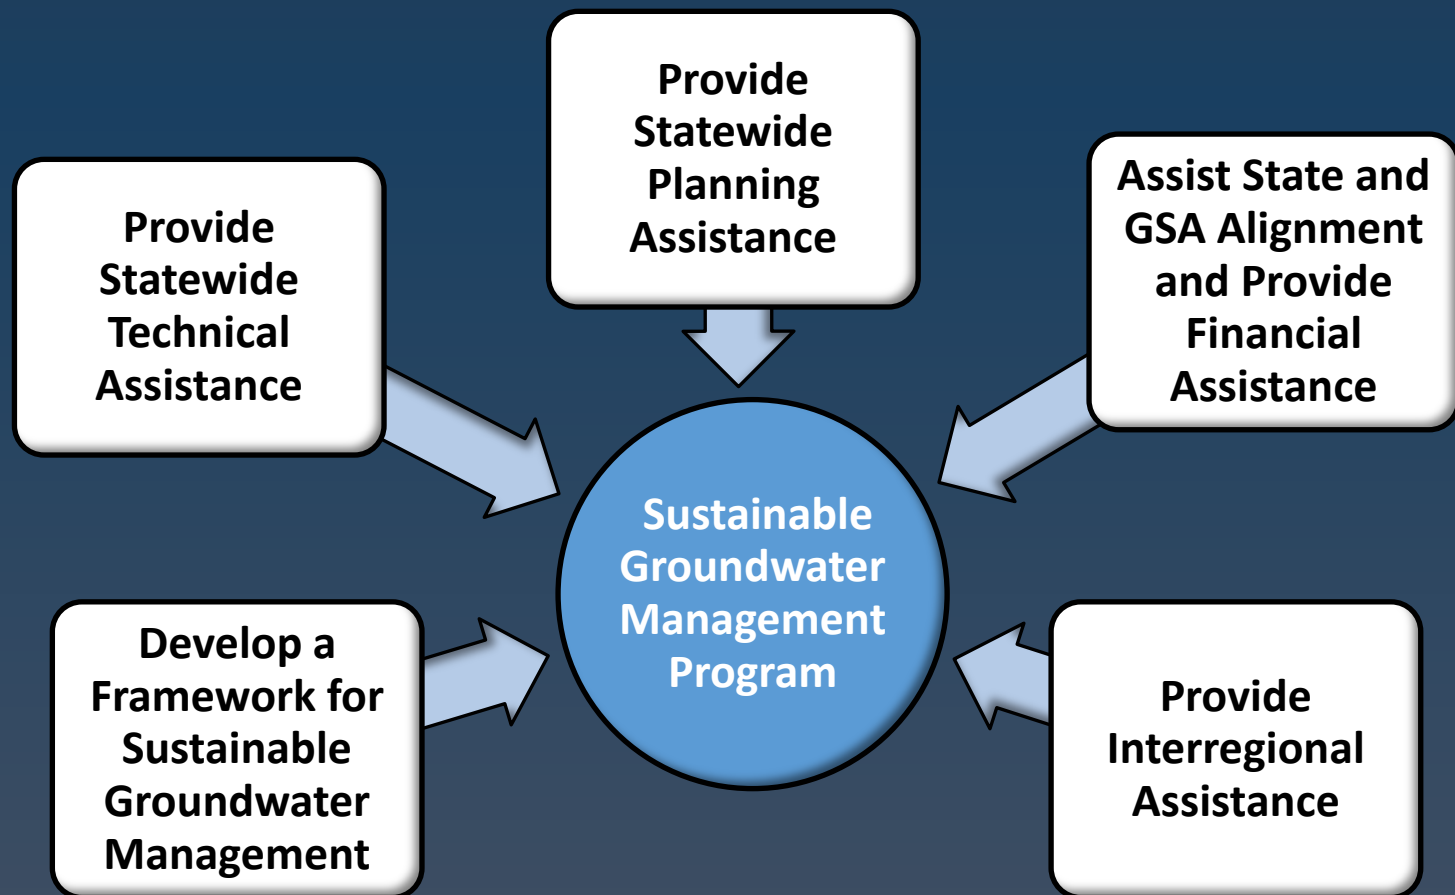 Provide
Statewide
Planning
Assistance
Provide
Statewide
Technical
Assistance
Assist State and
GSA Alignment
and Provide
Financial
Assistance
Sustainable
Groundwater
Management
Program
Develop a
Framework for
Sustainable
Groundwater
Management
Provide
Interregional
Assistance